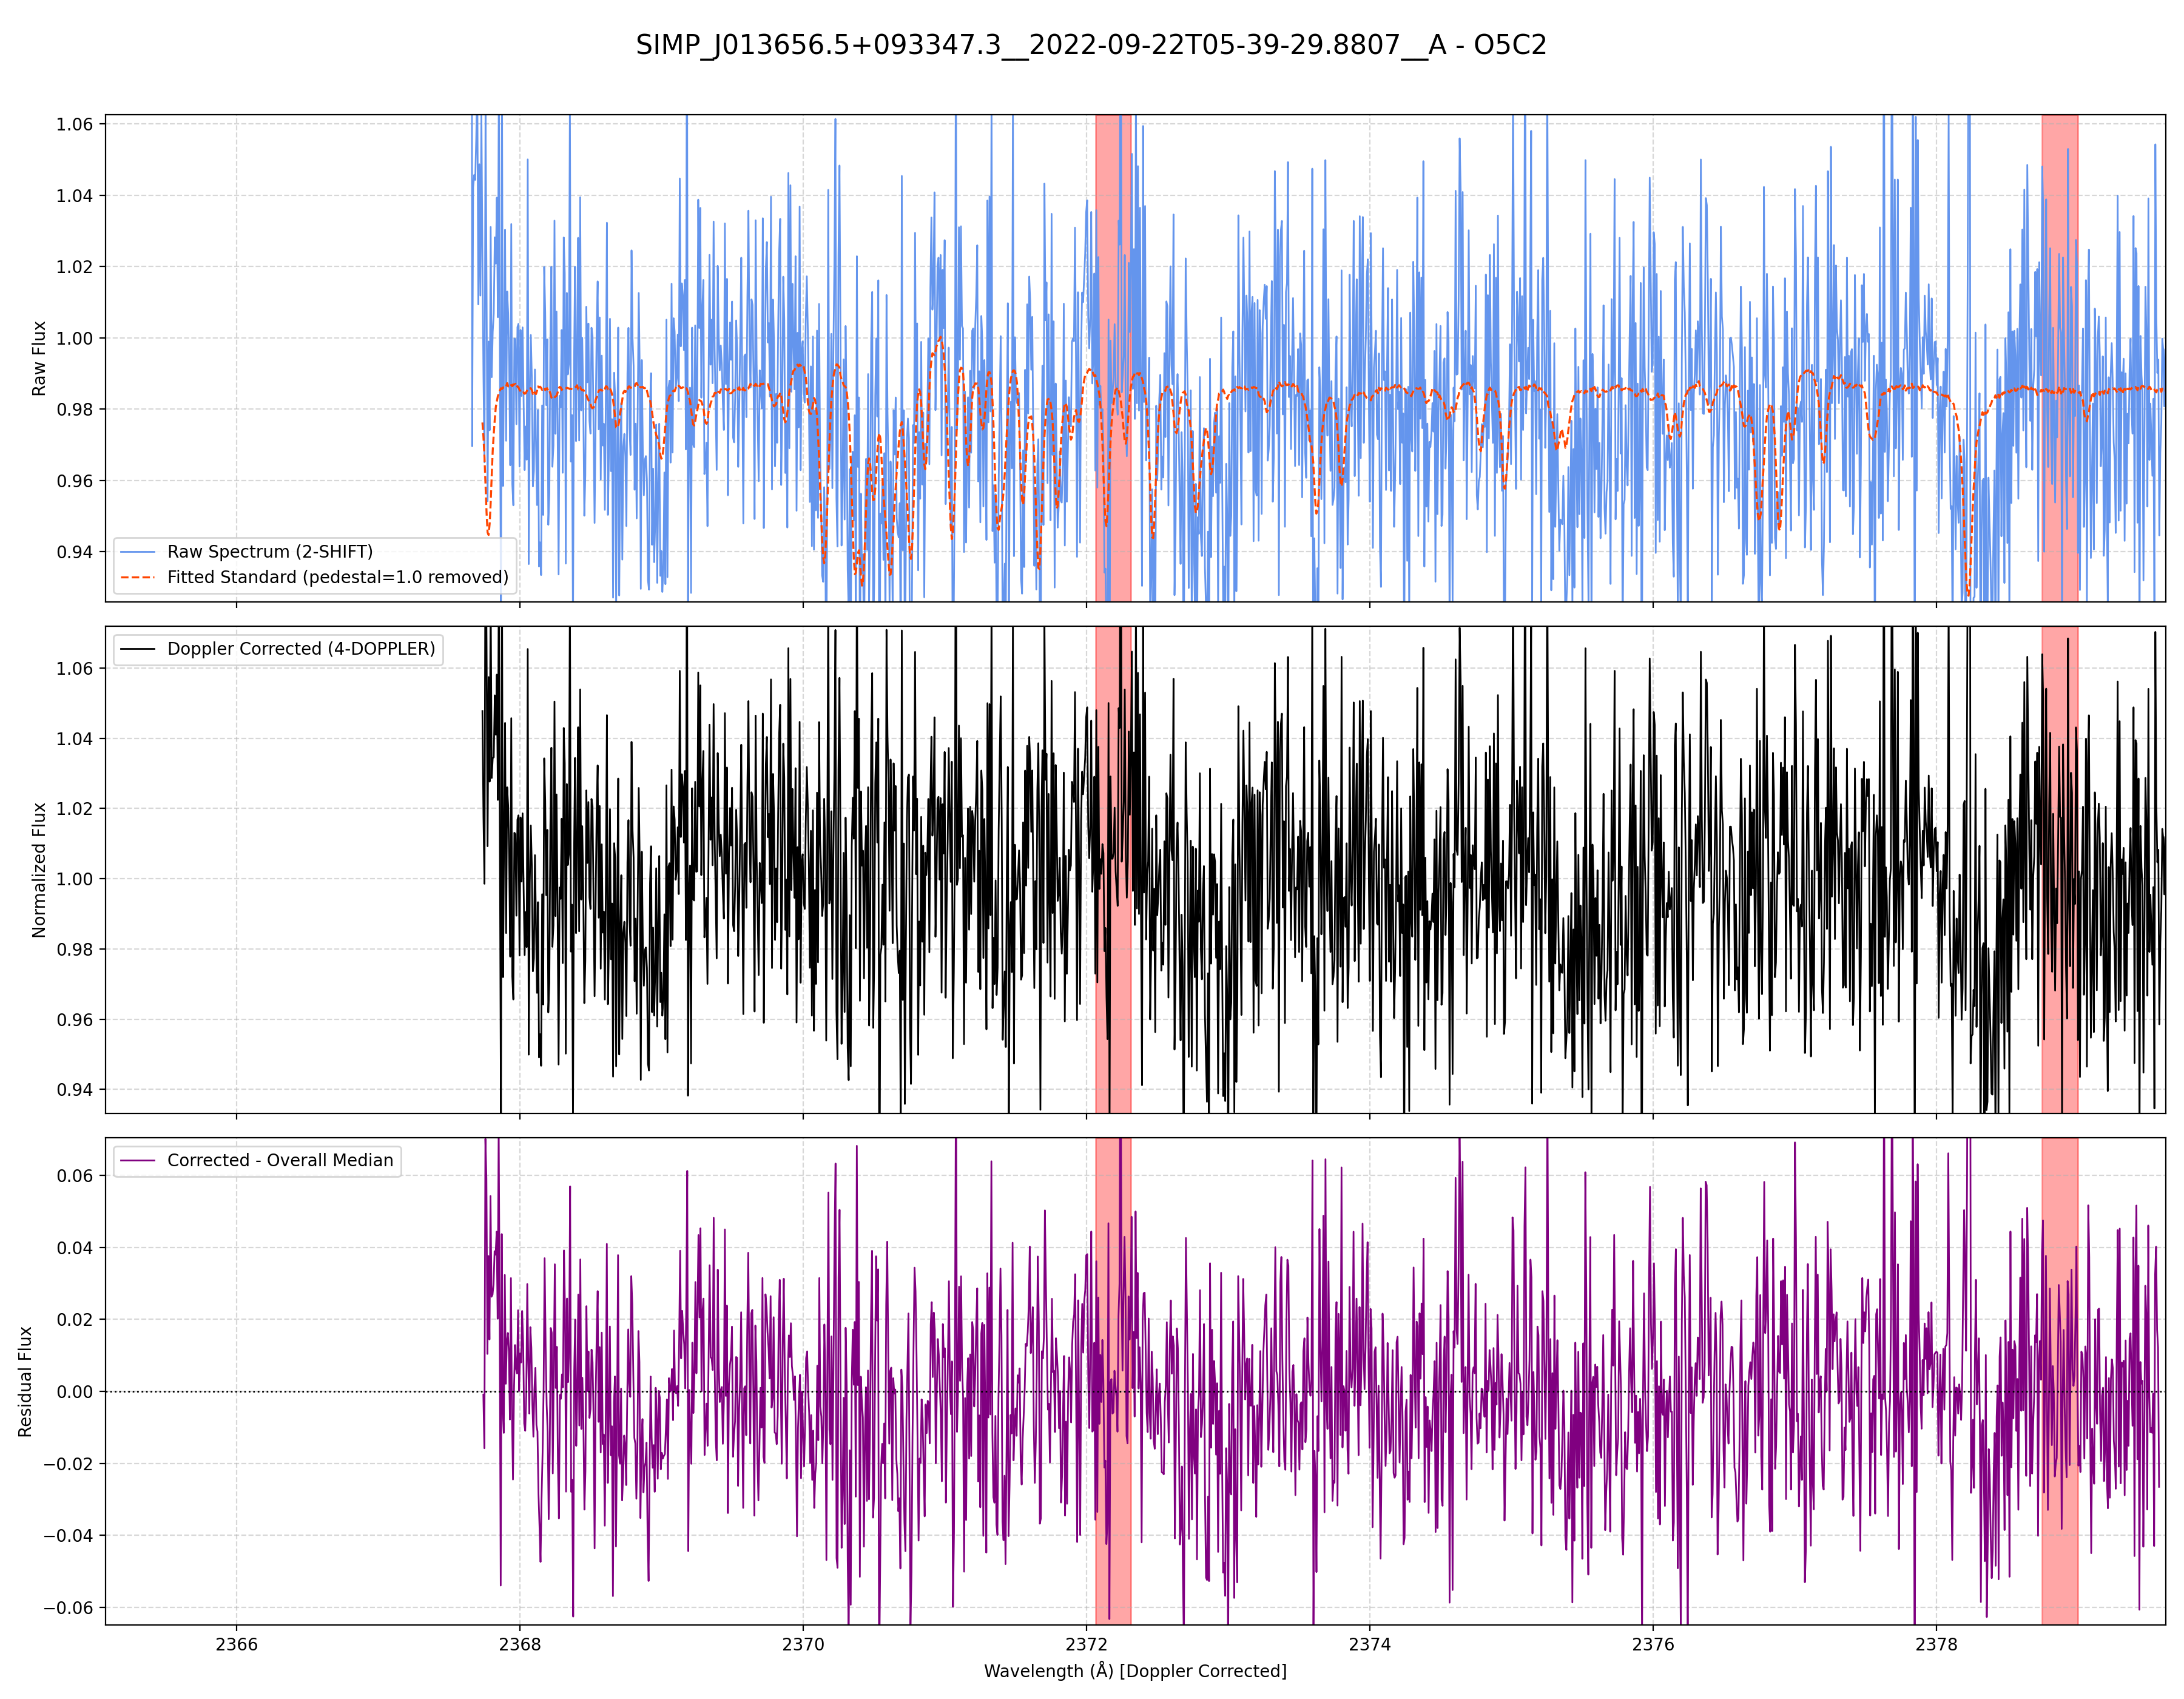 SIMP_J013656.5+093347.3__2022-09-22T05-39-29.8807__A - O5C2
1.06
1.04
1.02
1.00
0.98
0.96
0.94
Raw Flux
Raw Spectrum (2-SHIFT)
Fitted Standard (pedestal=1.0 removed)
1.06
1.04
1.02
1.00
0.98
0.96
0.94
Normalized Flux
Doppler Corrected (4-DOPPLER)
0.06
0.04
0.02
0.00
−0.02
−0.04
−0.06
Residual Flux
Corrected - Overall Median
2366 2368 2370 2372 2374 2376 2378
Wavelength (Å) [Doppler Corrected]